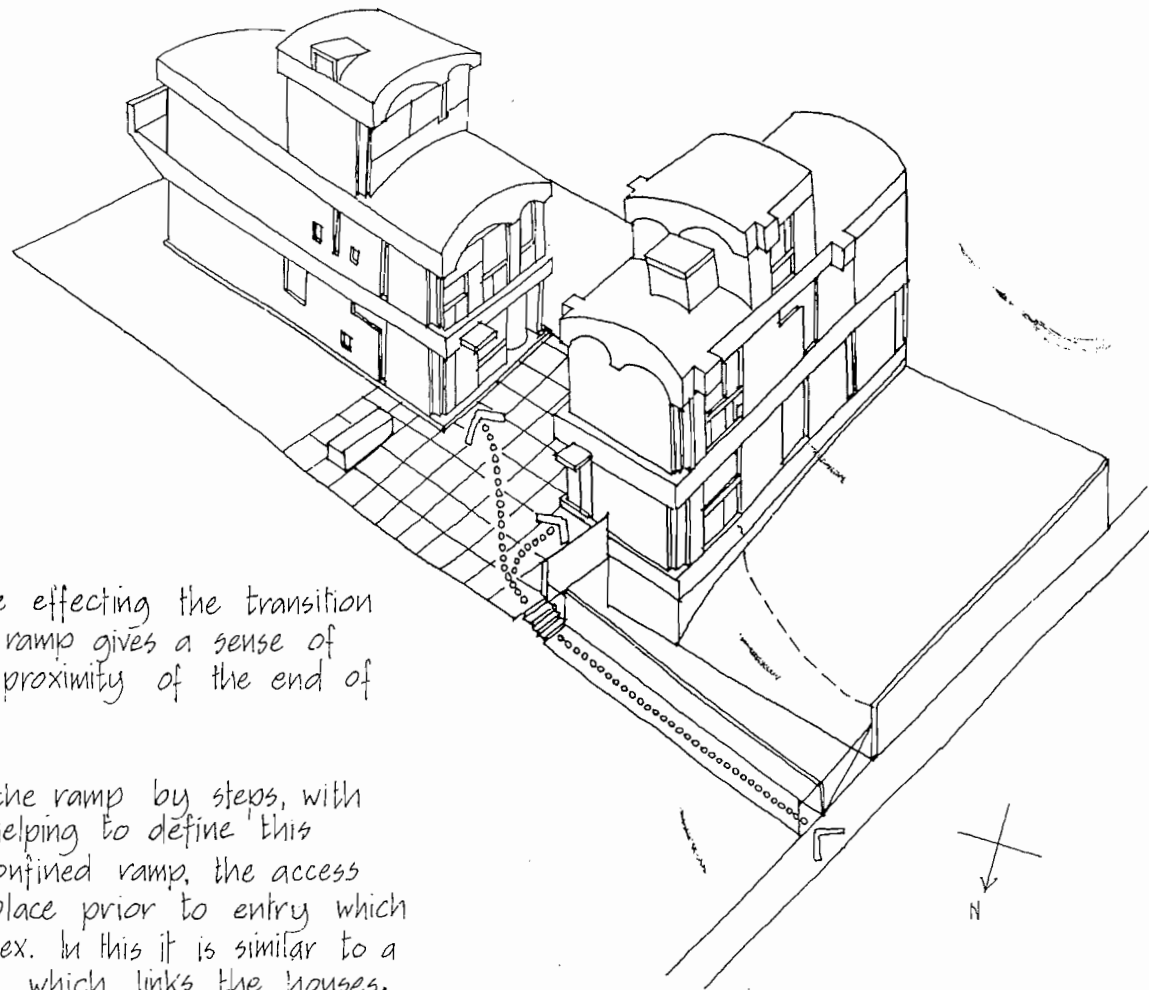 e effecting the transition
ramp gives a sense of
proximity of the end of
the ramp by steps, with
elping to define this
onfined ramp, the access
place prior to entry which
ex. In this it is similar to a
which links the houses.
N